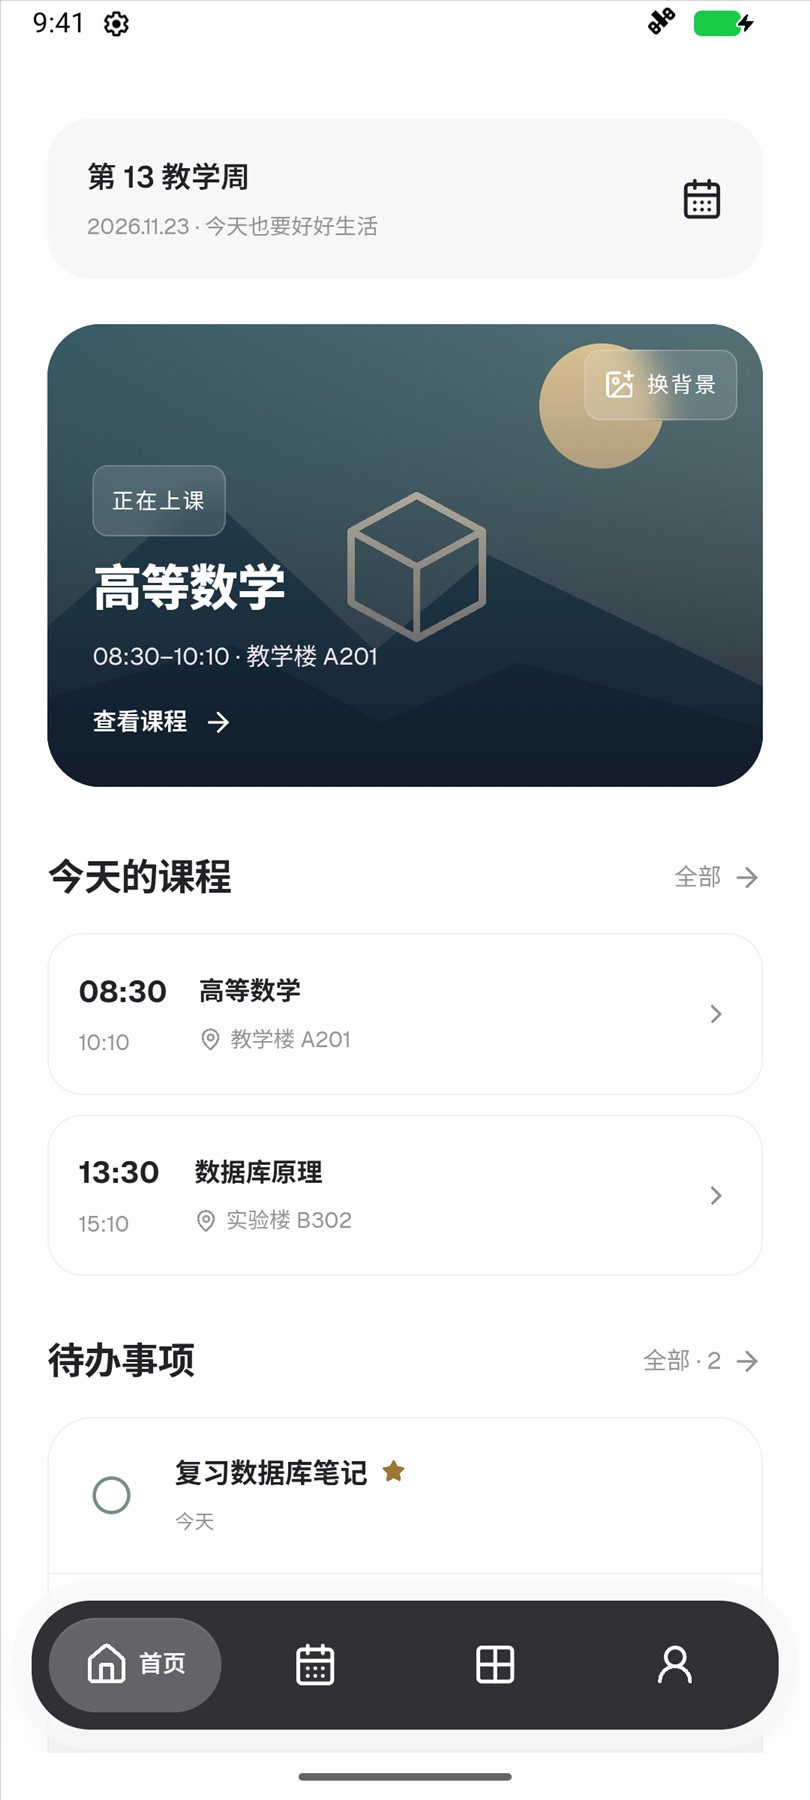 9:41
第 13 教学周
2026.11.23 · 今天也要好好生活
换背景
正在上课
高等数学
08:30–10:10 · 教学楼 A201
查看课程
今天的课程
全部
08:30
高等数学
10:10
教学楼 A201
13:30
数据库原理
15:10
实验楼 B302
待办事项
全部 · 2
复习数据库笔记
今天
首页